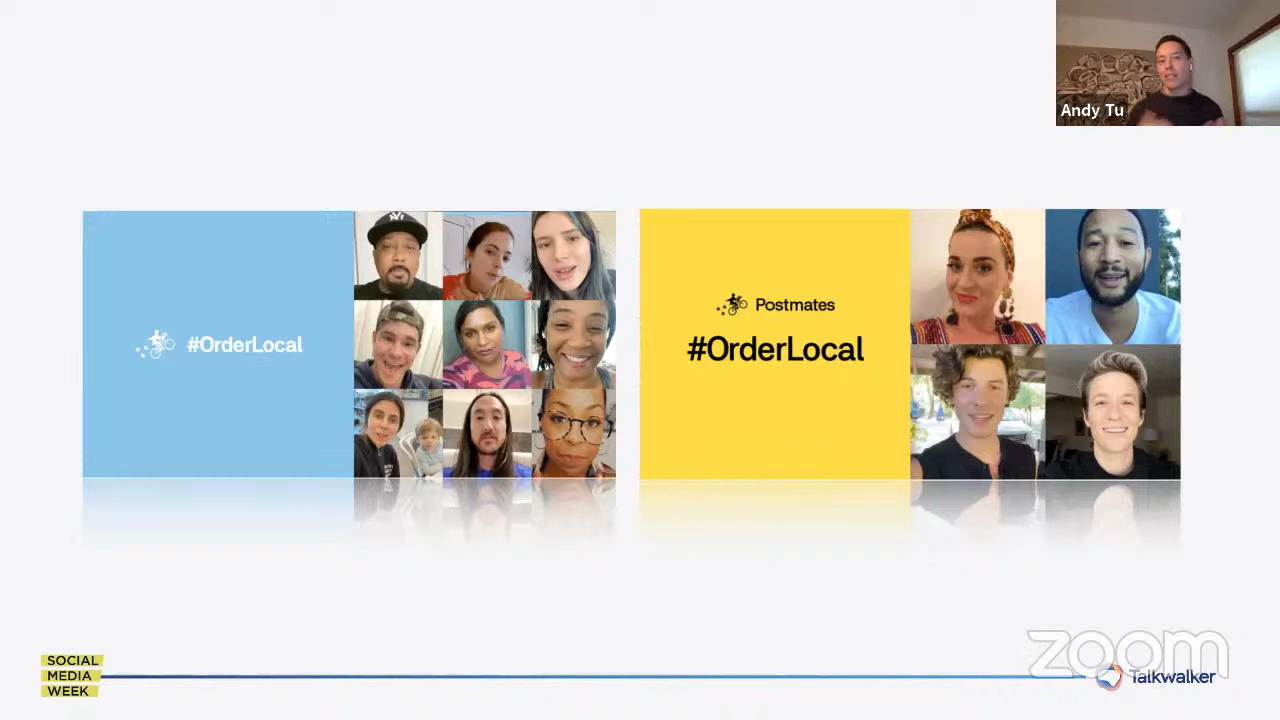 Andy Tu
#OrderLocal
Postmates
#OrderLocal
SOCIAL
MEDIA
WEEK
zoom
Talkwalker